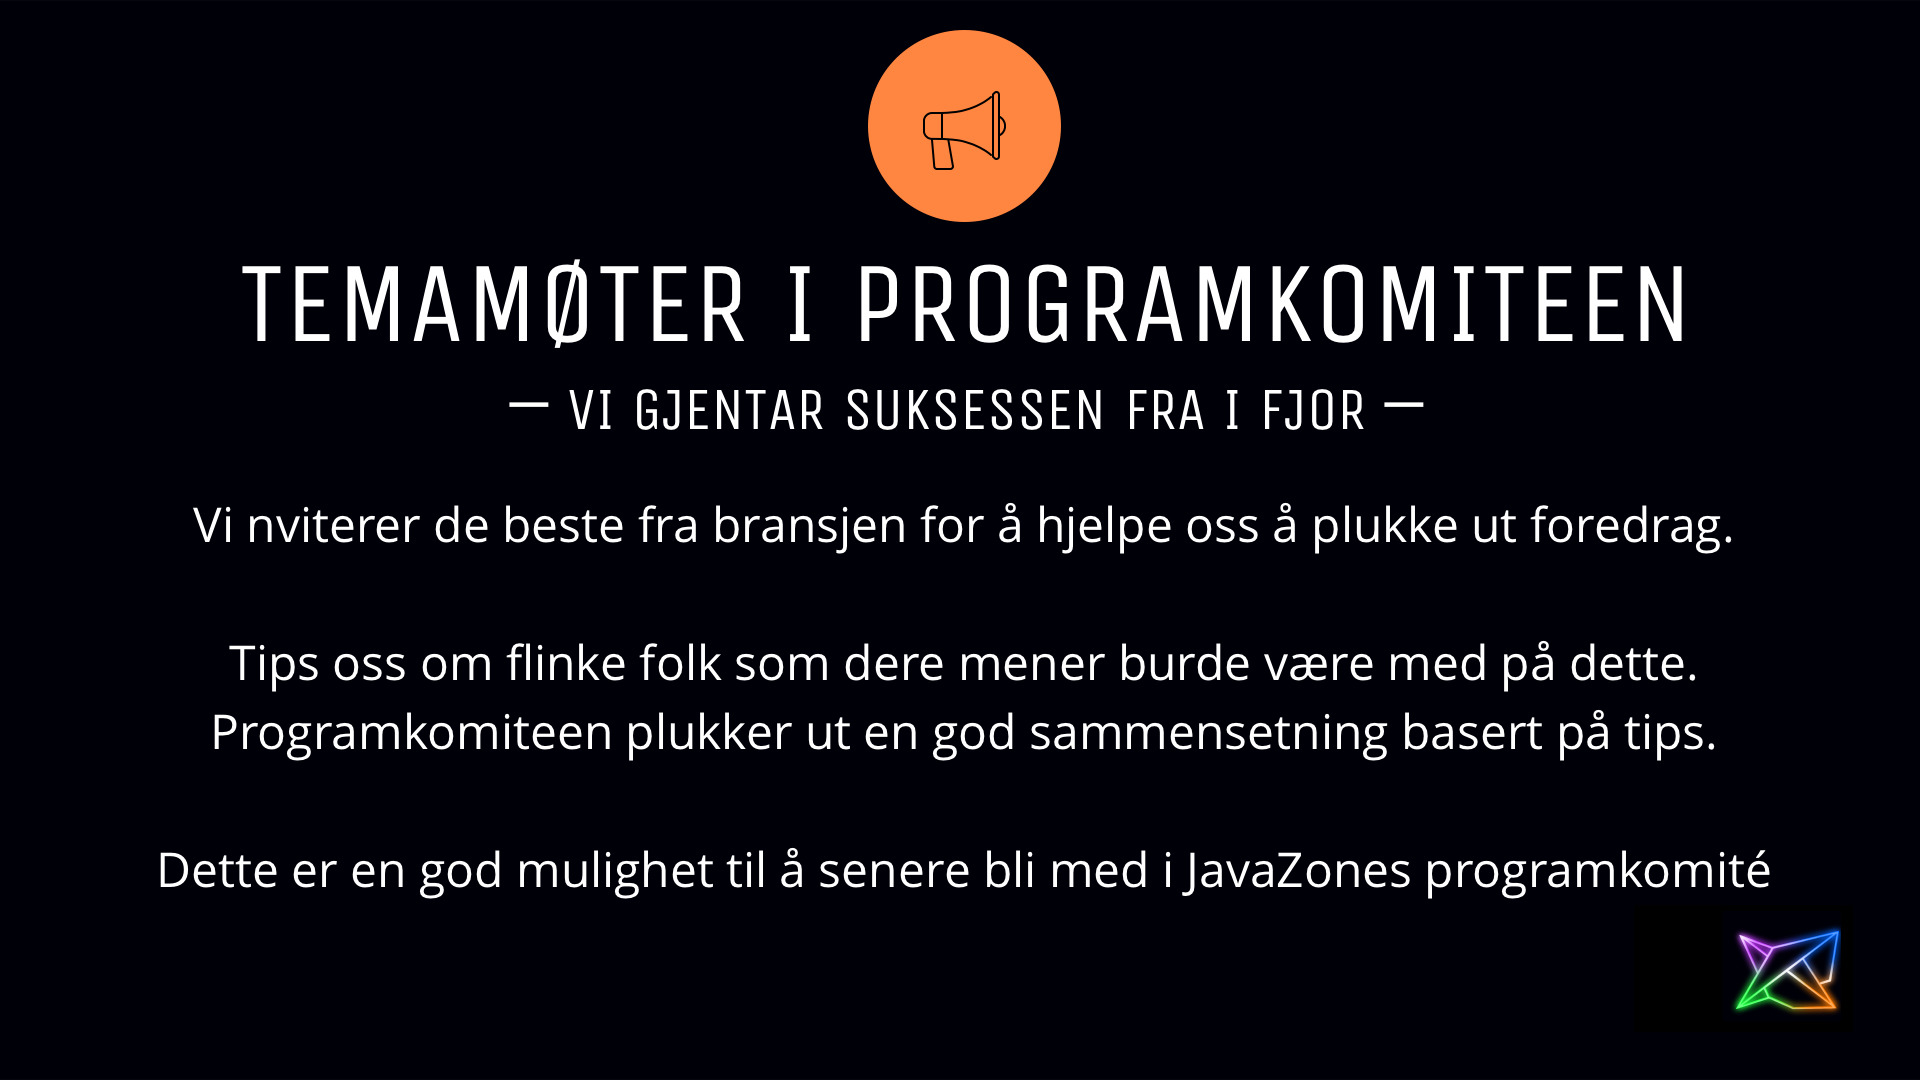 TEMAMØTER I PROGRAMKOMITEEN
— VI GJENTAR SUKSESSEN FRA I FJOR —
Vi nviterer de beste fra bransjen for å hjelpe oss å plukke ut foredrag.
Tips oss om flinke folk som dere mener burde være med på dette.
Programkomiteen plukker ut en god sammensetning basert på tips.
Dette er en god mulighet til å senere bli med i JavaZones programkomité